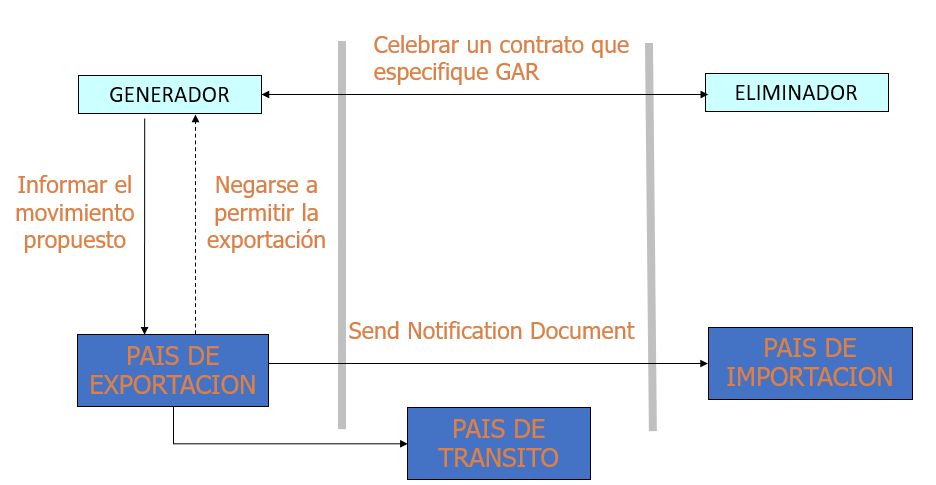 Celebrar un contrato que
especifique GAR
GENERADOR
ELIMINADOR
Informar el
movimiento
propuesto
Negarse a
permitir la
exportación
Send Notification Document
PAIS DE
EXPORTACION
PAIS DE
IMPORTACION
PAIS DE
TRANSITO